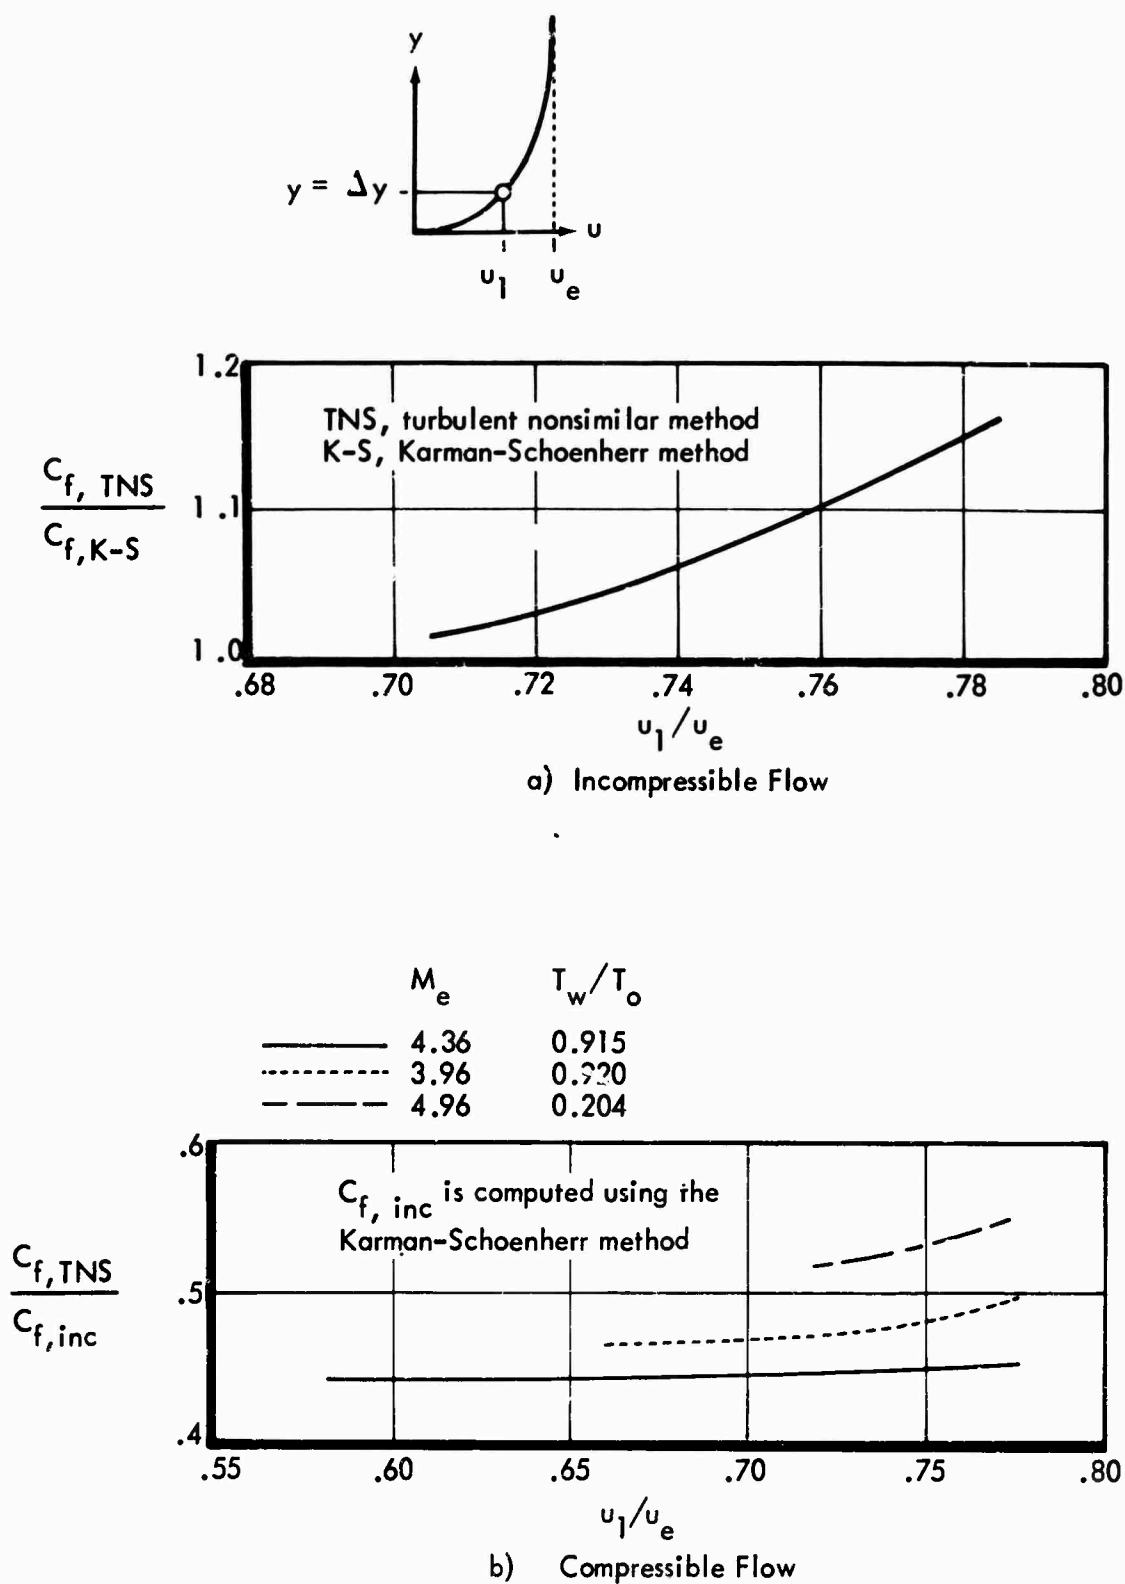 y
y = Δy
u
u1 ue
1.2
TNS, turbulent nonsimilar method
K-S, Karman-Schoenherr method
Cf, TNS
Cf,K-S
1.1
1.0
.68 .70 .72 .74 .76 .78 .80
u1/ue
a) Incompressible Flow
Me Tw/To
4.36 0.915
3.96 0.920
4.96 0.204
.6
Cf, inc is computed using the
Karman-Schoenherr method
Cf,TNS
Cf,inc
.5
.4
.55 .60 .65 .70 .75 .80
u1/ue
b) Compressible Flow